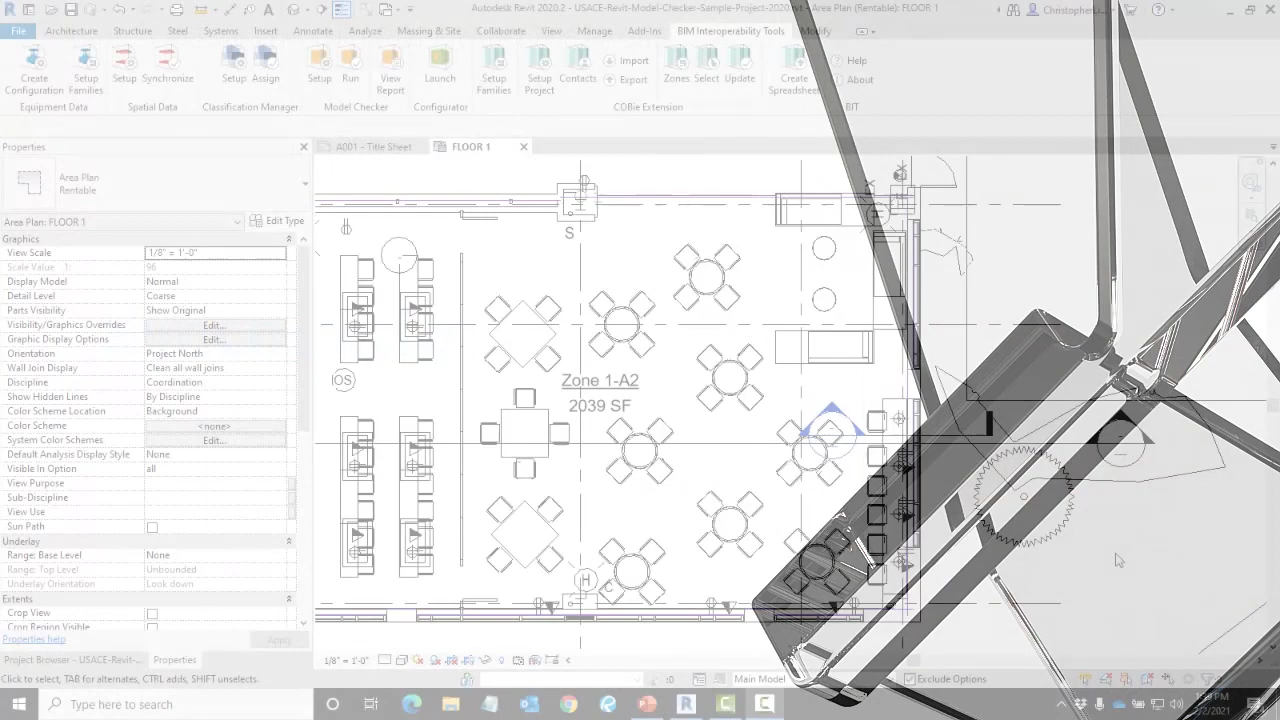 Autodesk Revit 2020.2 - USACE-Revit-Model-Checker-Sample-Project-2020.rvt - Area Plan (Rentable): FLOOR 1
File Architecture Structure Steel Systems Insert Annotate Analyze Massing & Site Collaborate View Manage Add-Ins BIM Interoperability Tools Modify
Create Configuration
Setup Families
Setup
Synchronize
Setup
Assign
Setup
Run
View Report
Launch
Setup Families
Setup Project
Contacts
Import
Export
Zones
Select
Update
Create Spreadsheet
Help
About
Equipment Data
Spatial Data
Classification Manager
Model Checker
Configurator
COBie Extension
BIT
Properties
A001 - Title Sheet
FLOOR 1
Area Plan
Rentable
Area Plan: FLOOR 1
Edit Type
Graphics
View Scale 1/8" = 1'-0"
Scale Value 1: 96
Display Model Normal
Detail Level Coarse
Parts Visibility Show Original
Visibility/Graphics Overrides Edit...
Graphic Display Options Edit...
Orientation Project North
Wall Join Display Clean all wall joins
Discipline Coordination
Show Hidden Lines By Discipline
Color Scheme Location Background
Color Scheme <none>
System Color Schemes Edit...
Default Analysis Display Style None
Visible In Option all
View Purpose
Sub-Discipline
View Use
Sun Path
Underlay
Range: Base Level None
Range: Top Level Unbounded
Underlay Orientation Look down
Extents
Crop View
Crop Region Visible
Properties help
Apply
S
H
OS
Zone 1-A2
2039 SF
H
C
Project Browser - USACE-Revit-...
Properties
1/8" = 1'-0"
Click to select, TAB for alternates, CTRL adds, SHIFT unselects.
:0
Main Model
Exclude Options
Type here to search
2/2/2021